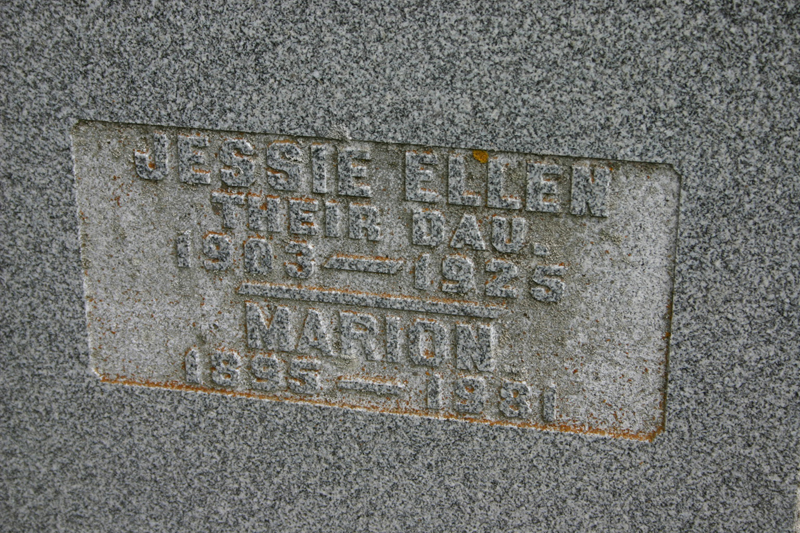 JESSIE ELLEN
THEIR DAU.
1903—1925
MARION.
1895—1981